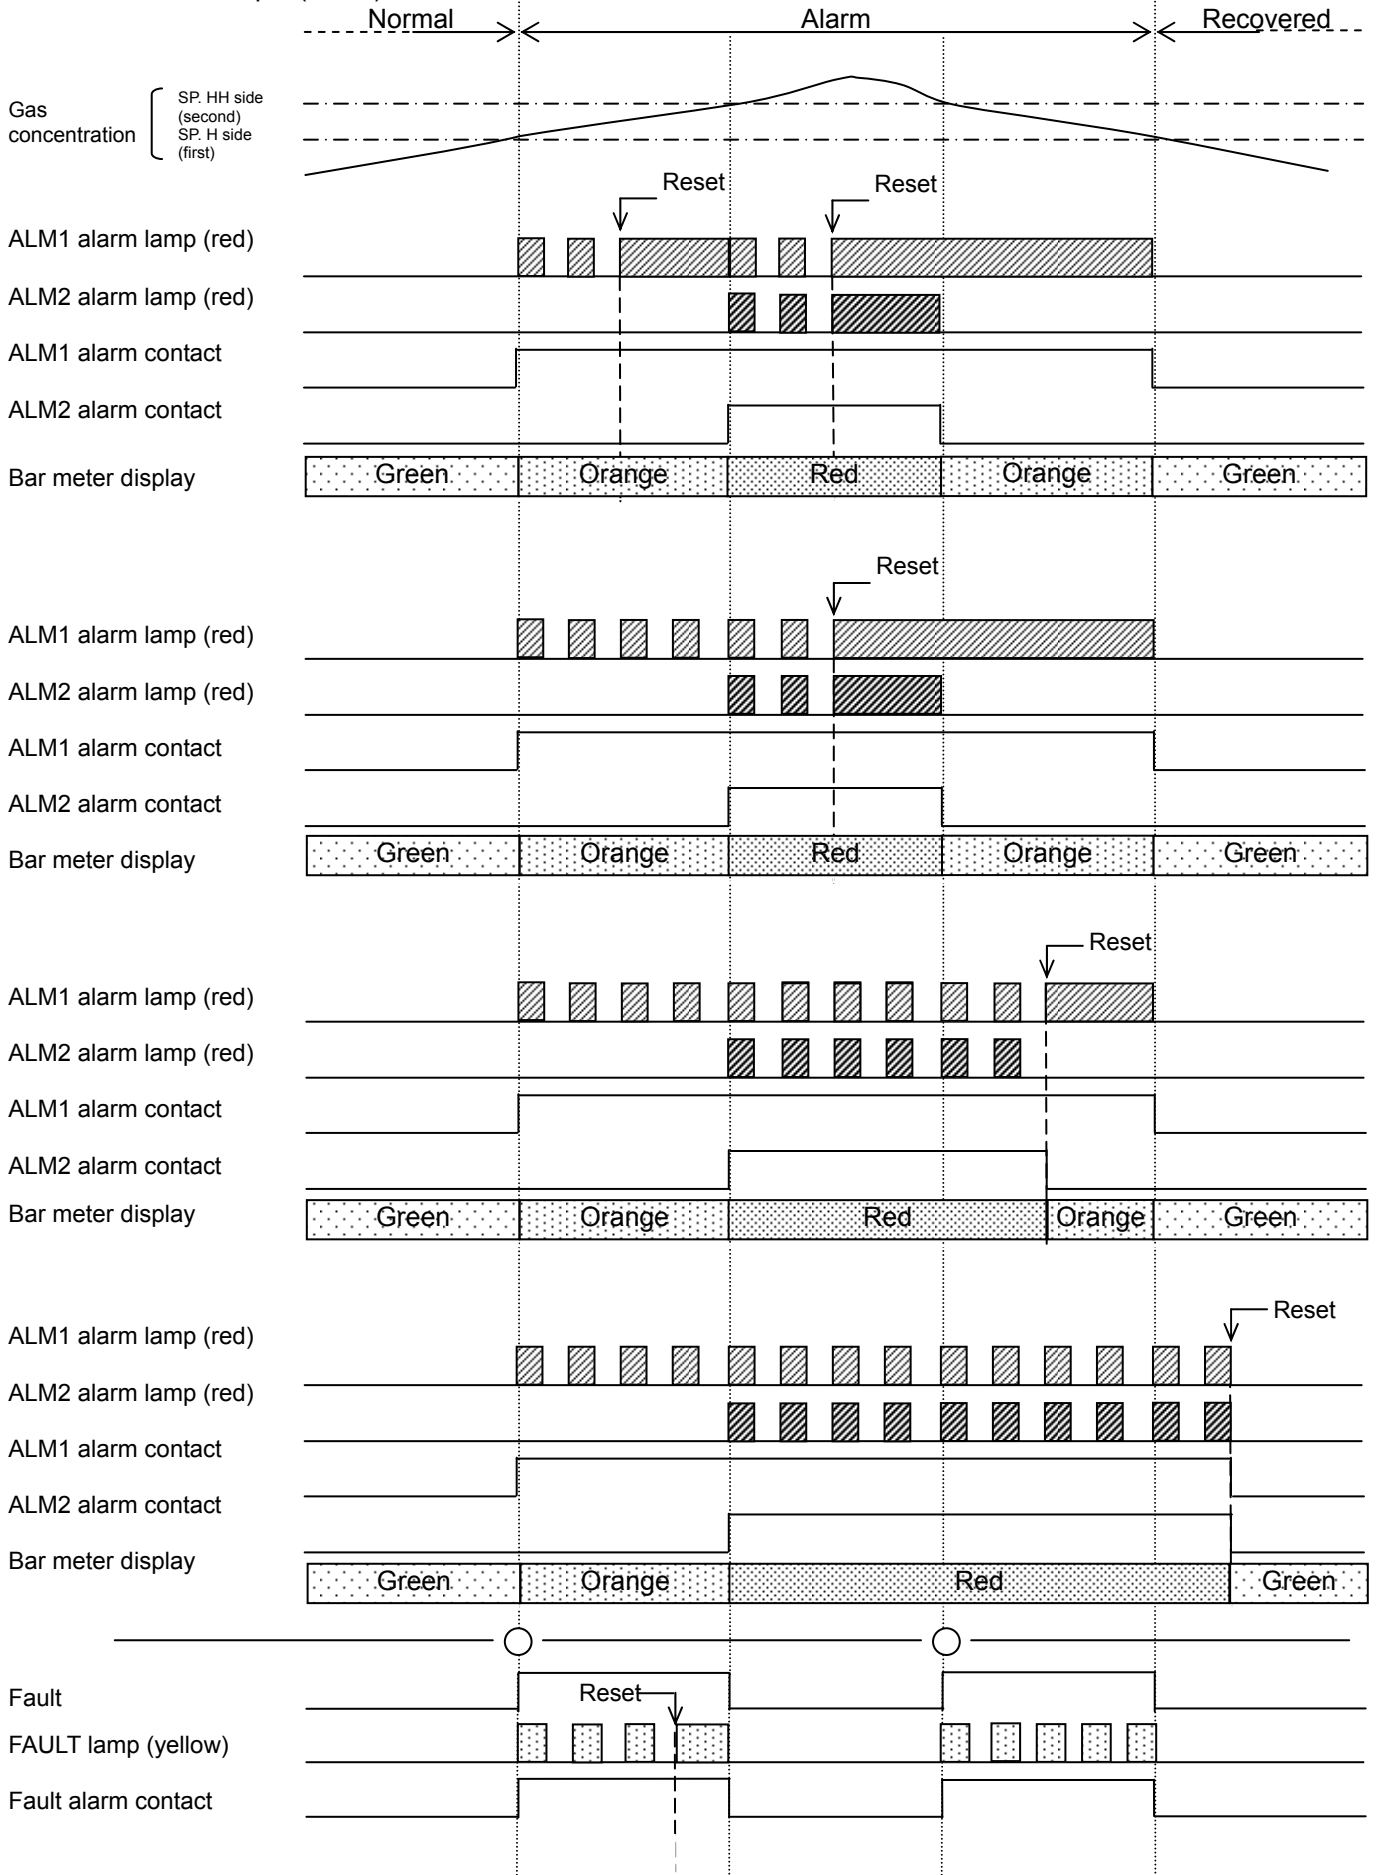 Normal Alarm Recovered
Gas
concentration
SP. HH side
(second)
SP. H side
(first)
Reset Reset
ALM1 alarm lamp (red)
ALM2 alarm lamp (red)
ALM1 alarm contact
ALM2 alarm contact
Bar meter display Green Orange Red Orange Green
Reset
ALM1 alarm lamp (red)
ALM2 alarm lamp (red)
ALM1 alarm contact
ALM2 alarm contact
Bar meter display Green Orange Red Orange Green
Reset
ALM1 alarm lamp (red)
ALM2 alarm lamp (red)
ALM1 alarm contact
ALM2 alarm contact
Bar meter display Green Orange Red Orange Green
Reset
ALM1 alarm lamp (red)
ALM2 alarm lamp (red)
ALM1 alarm contact
ALM2 alarm contact
Bar meter display Green Orange Red Green
Fault Reset
FAULT lamp (yellow)
Fault alarm contact